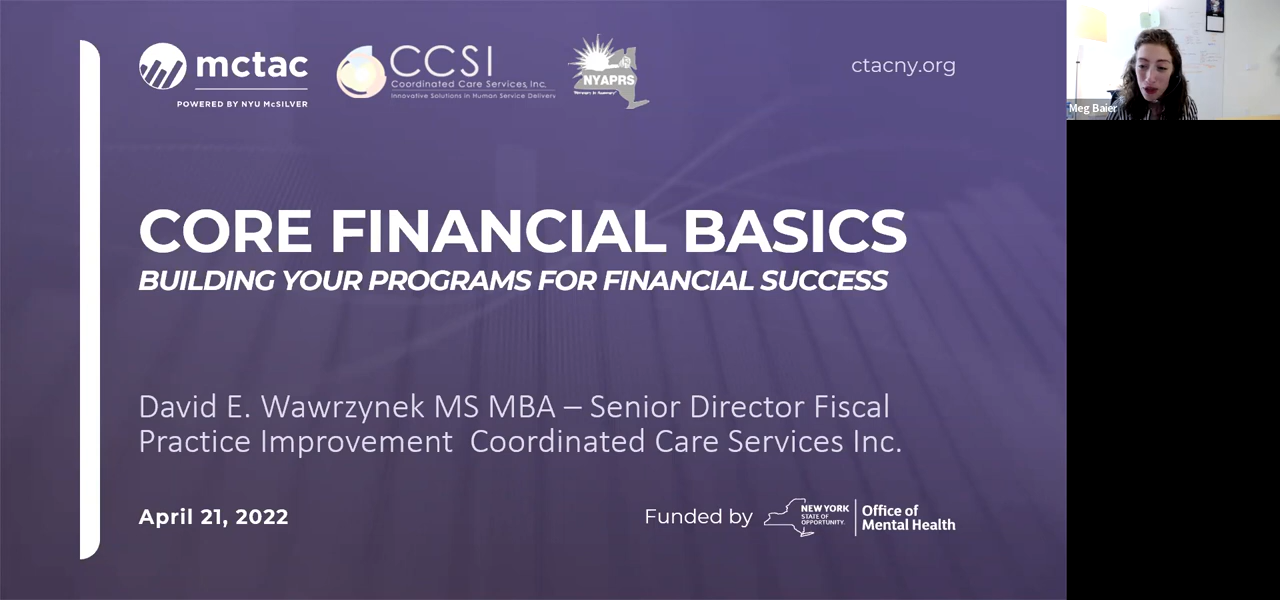 mctac
POWERED BY NYU McSILVER
CCSI
Coordinated Care Services, Inc.
Innovative Solutions in Human Service Delivery
NYAPRS
ctacny.org
Meg Baier
CORE FINANCIAL BASICS
BUILDING YOUR PROGRAMS FOR FINANCIAL SUCCESS
David E. Wawrzynek MS MBA – Senior Director Fiscal
Practice Improvement Coordinated Care Services Inc.
April 21, 2022
Funded by
NEW YORK
STATE OF
OPPORTUNITY.
Office of
Mental Health